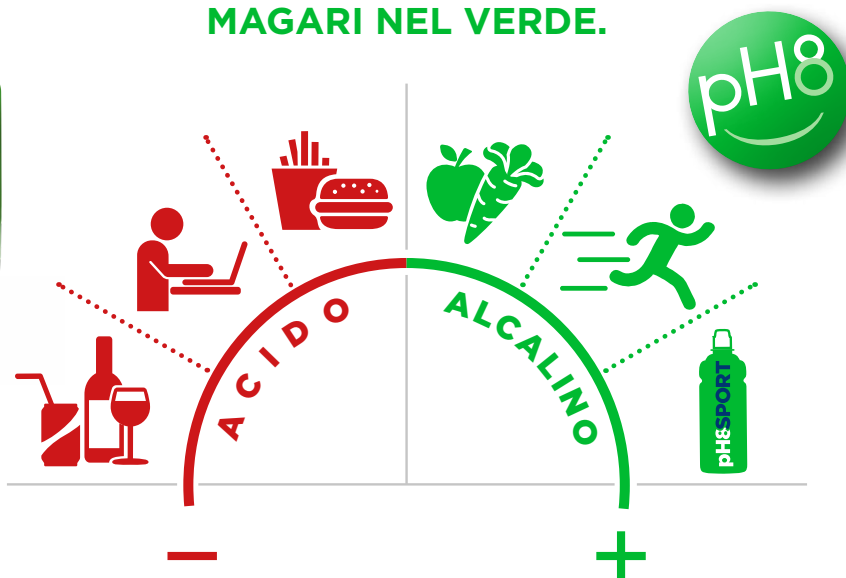 MAGARI NEL VERDE.
pH8
ACIDO
ALCALINO
pH8SPORT
−
+